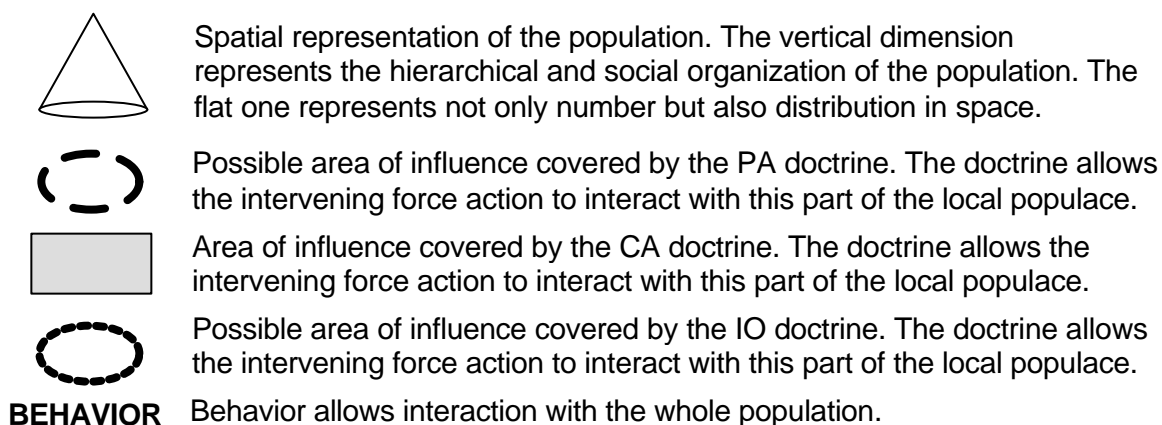 Spatial representation of the population. The vertical dimension
represents the hierarchical and social organization of the population. The
flat one represents not only number but also distribution in space.
Possible area of influence covered by the PA doctrine. The doctrine allows
the intervening force action to interact with this part of the local populace.
Area of influence covered by the CA doctrine. The doctrine allows the
intervening force action to interact with this part of the local populace.
Possible area of influence covered by the IO doctrine. The doctrine allows
the intervening force action to interact with this part of the local populace.
BEHAVIOR Behavior allows interaction with the whole population.